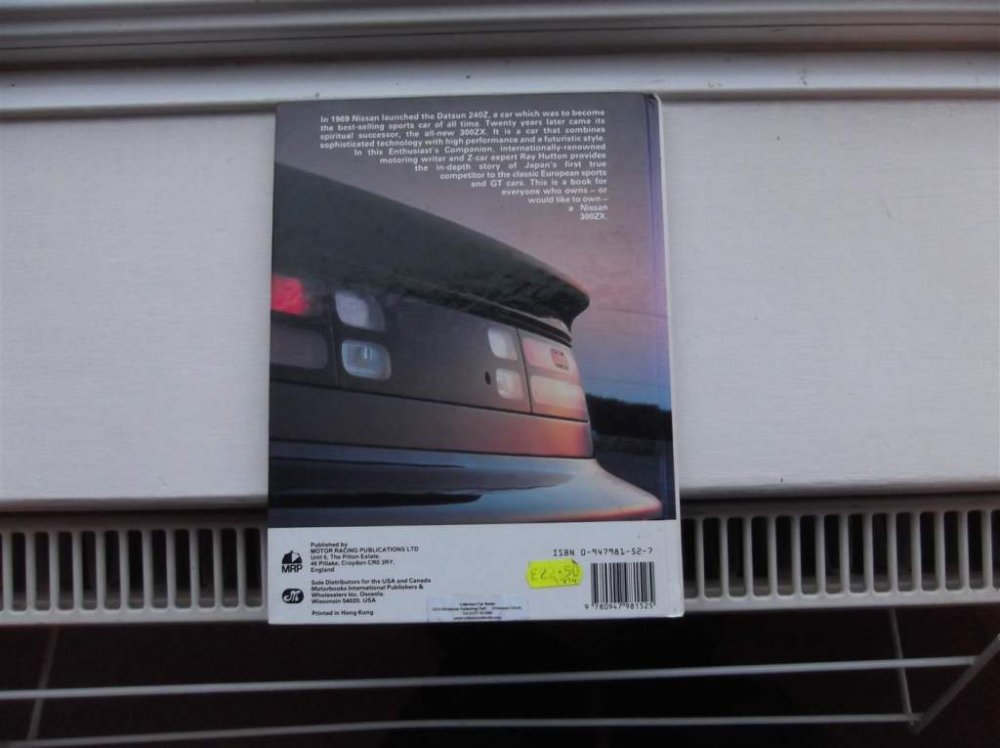 In 1969 Nissan launched the Datsun 240Z, a car which was to become
the best-selling sports car of all time. Twenty years later came its
spiritual successor, the all-new 300ZX. It is a car that combines
sophisticated technology with high performance and a futuristic style.
In this Enthusiast's Companion, internationally-renowned
motoring writer and Z-car expert Ray Hutton provides
the in-depth story of Japan's first true
competitor to the classic European sports
and GT cars. This is a book for
everyone who owns – or
would like to own –
a Nissan
300ZX.
Published by
MOTOR RACING PUBLICATIONS LTD
Unit 6, The Pilton Estate,
46 Pitlake, Croydon CR0 3RY,
England
MRP
Sole Distributors for the USA and Canada
Motorbooks International Publishers &
Wholesalers Inc. Osceola,
Wisconsin 54020, USA
Printed in Hong Kong
ISBN 0-947981-52-7
9 780947 981525